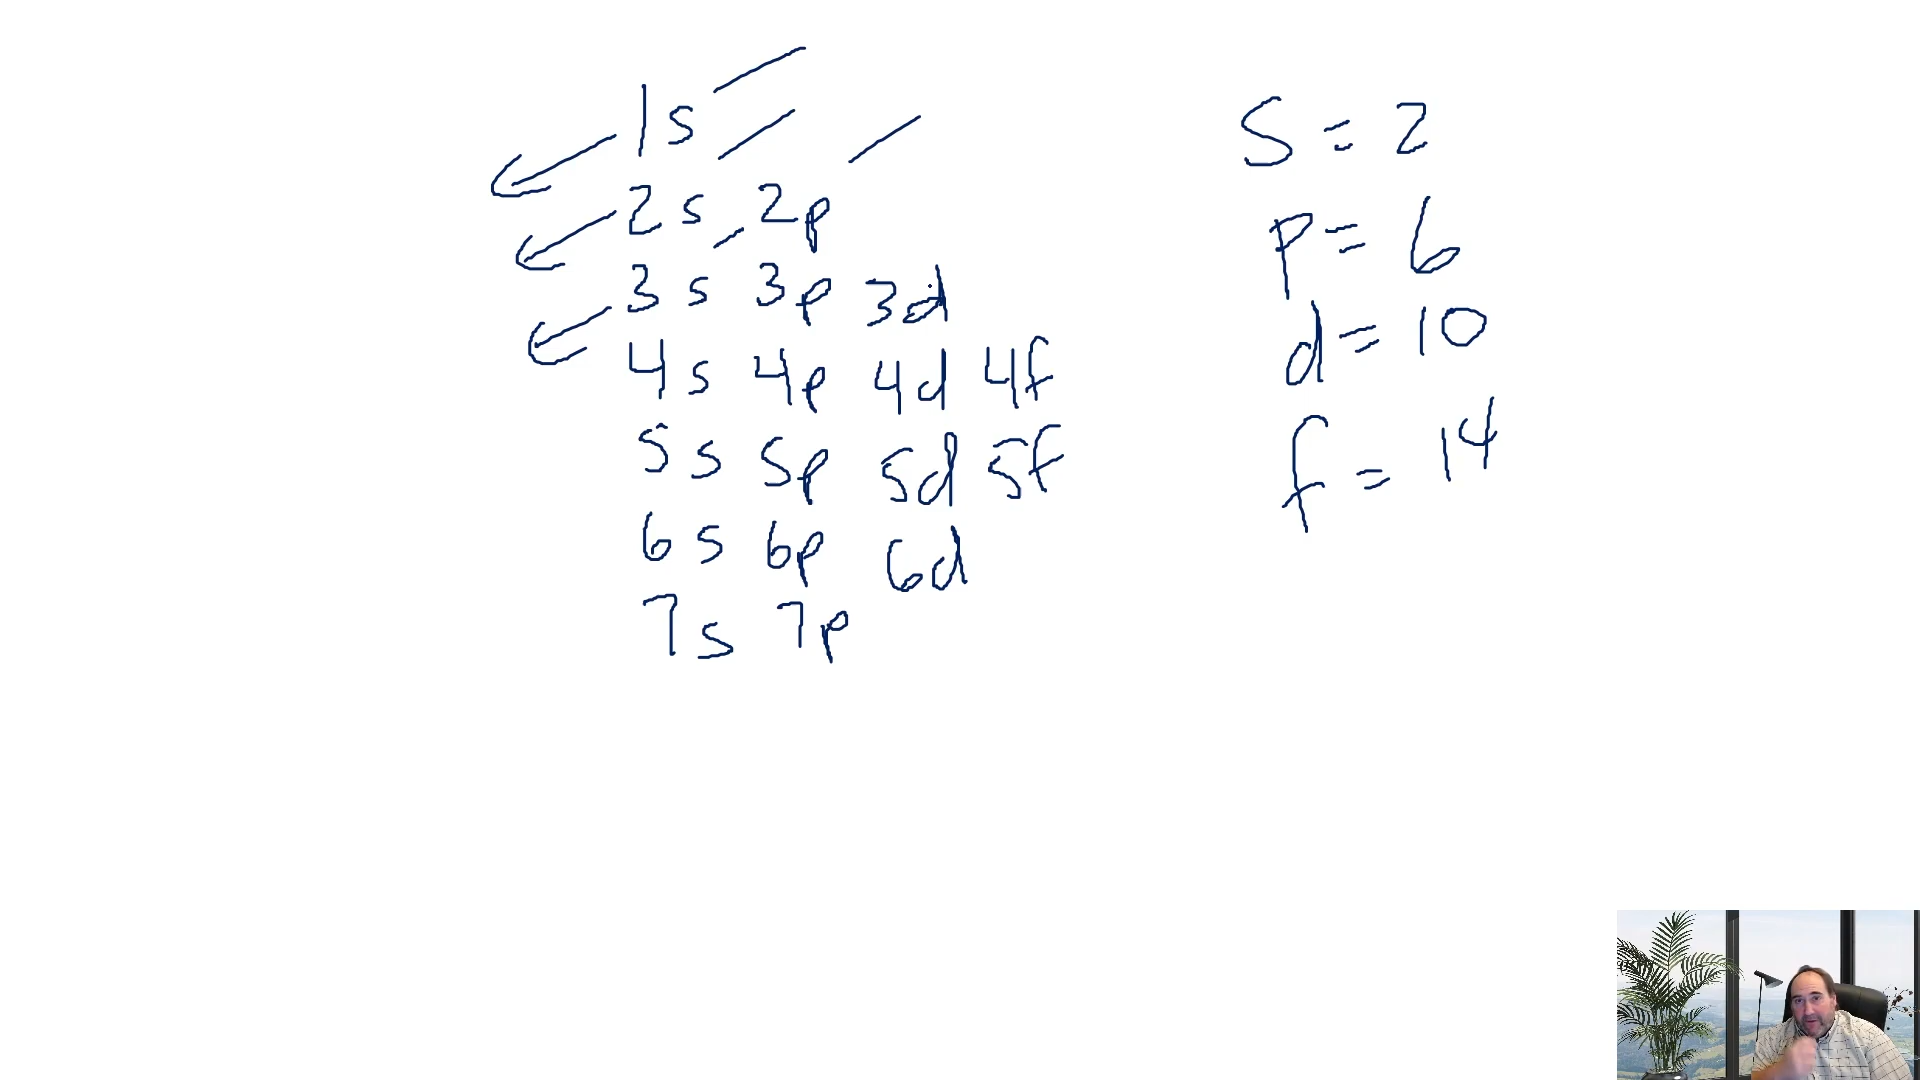 1s
2s 2p
3s 3p 3d
4s 4p 4d 4f
5s 5p 5d 5f
6s 6p 6d
7s 7p
S = 2
p = 6
d = 10
f = 14